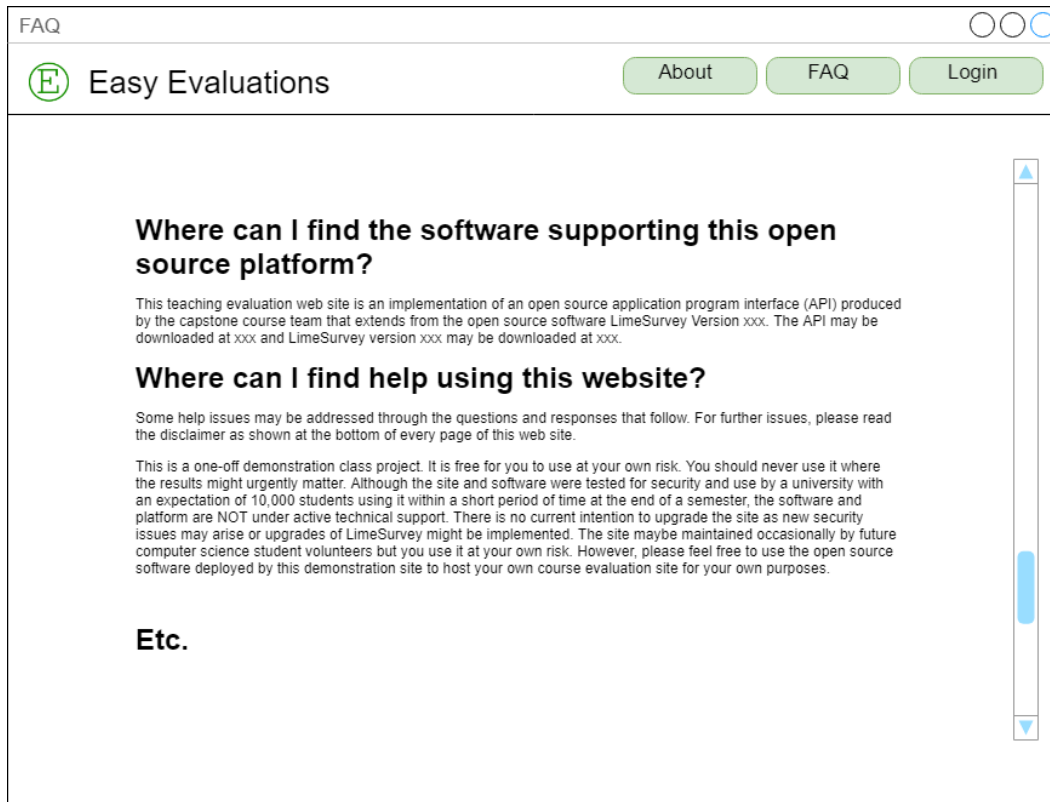 FAQ
E Easy Evaluations
About FAQ Login
Where can I find the software supporting this open
source platform?
This teaching evaluation web site is an implementation of an open source application program interface (API) produced
by the capstone course team that extends from the open source software LimeSurvey Version xxx. The API may be
downloaded at xxx and LimeSurvey version xxx may be downloaded at xxx.
Where can I find help using this website?
Some help issues may be addressed through the questions and responses that follow. For further issues, please read
the disclaimer as shown at the bottom of every page of this web site.
This is a one-off demonstration class project. It is free for you to use at your own risk. You should never use it where
the results might urgently matter. Although the site and software were tested for security and use by a university with
an expectation of 10,000 students using it within a short period of time at the end of a semester, the software and
platform are NOT under active technical support. There is no current intention to upgrade the site as new security
issues may arise or upgrades of LimeSurvey might be implemented. The site maybe maintained occasionally by future
computer science student volunteers but you use it at your own risk. However, please feel free to use the open source
software deployed by this demonstration site to host your own course evaluation site for your own purposes.
Etc.